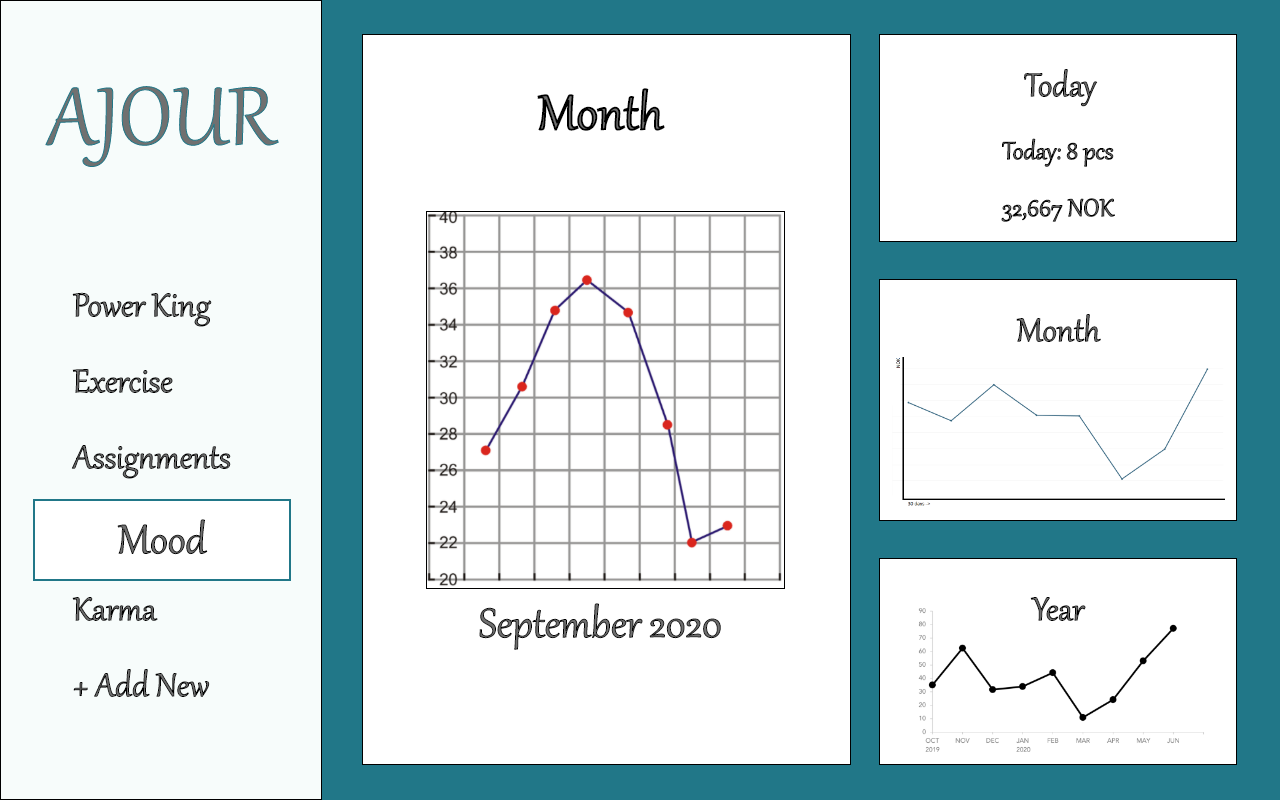 AJOUR
Power King
Exercise
Assignments
Mood
Karma
+ Add New
Month
40
38
36
34
32
30
28
26
24
22
20
September 2020
Today
Today: 8 pcs
32,667 NOK
Month
NOK
Year
90
80
70
60
50
40
30
20
10
0
OCT NOV DEC JAN FEB MAR APR MAY JUN
2019 2020